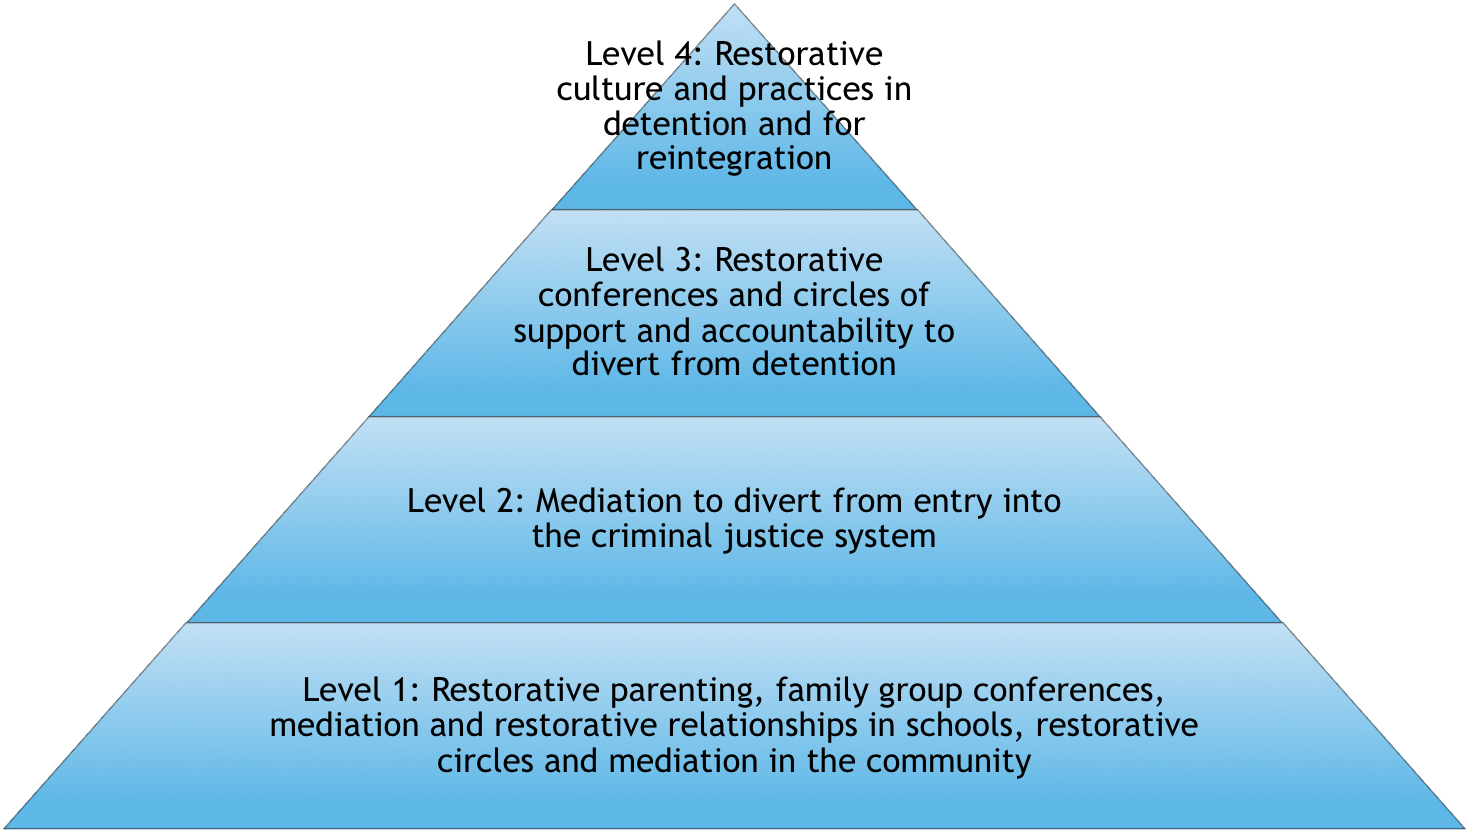 Level 4: Restorative
culture and practices in
detention and for
reintegration
Level 3: Restorative
conferences and circles of
support and accountability to
divert from detention
Level 2: Mediation to divert from entry into
the criminal justice system
Level 1: Restorative parenting, family group conferences,
mediation and restorative relationships in schools, restorative
circles and mediation in the community